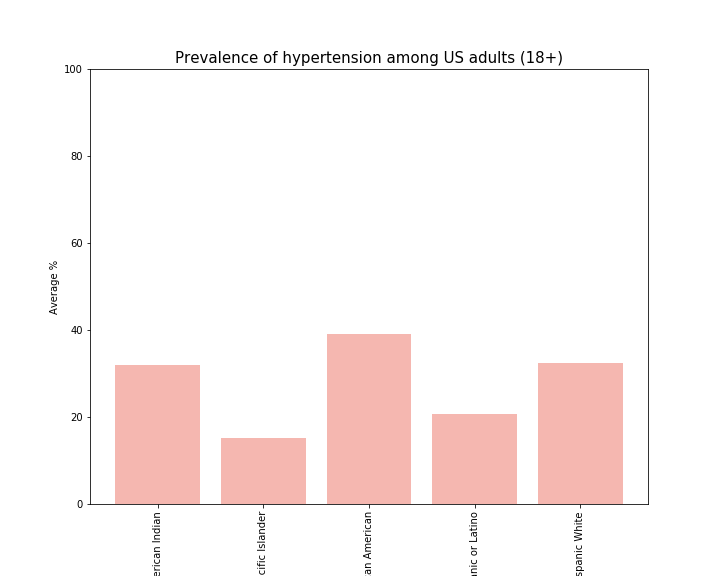 Prevalence of hypertension among US adults (18+)
100
80
60
40
20
0
Average %
erican Indian
cific Islander
an American
nic or Latino
spanic White